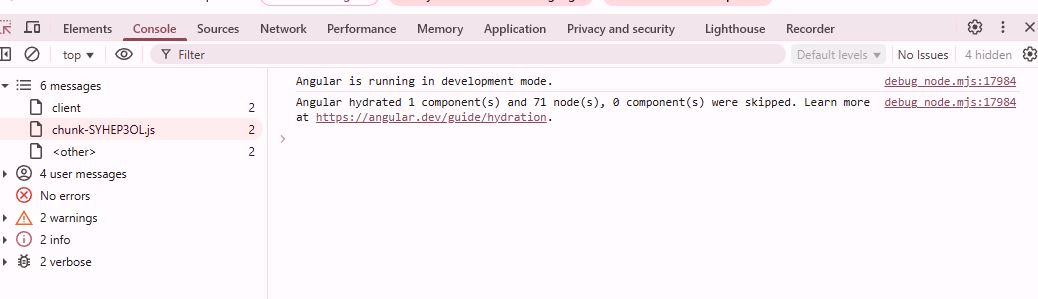 Elements Console Sources Network Performance Memory Application Privacy and security Lighthouse Recorder
top ▼ Filter Default levels ▼ No Issues 4 hidden
6 messages
client 2
chunk-SYHEP3OL.js 2
<other> 2
4 user messages
No errors
2 warnings
2 info
2 verbose
Angular is running in development mode. debug_node.mjs:17984
Angular hydrated 1 component(s) and 71 node(s), 0 component(s) were skipped. Learn more debug_node.mjs:17984
at https://angular.dev/guide/hydration.